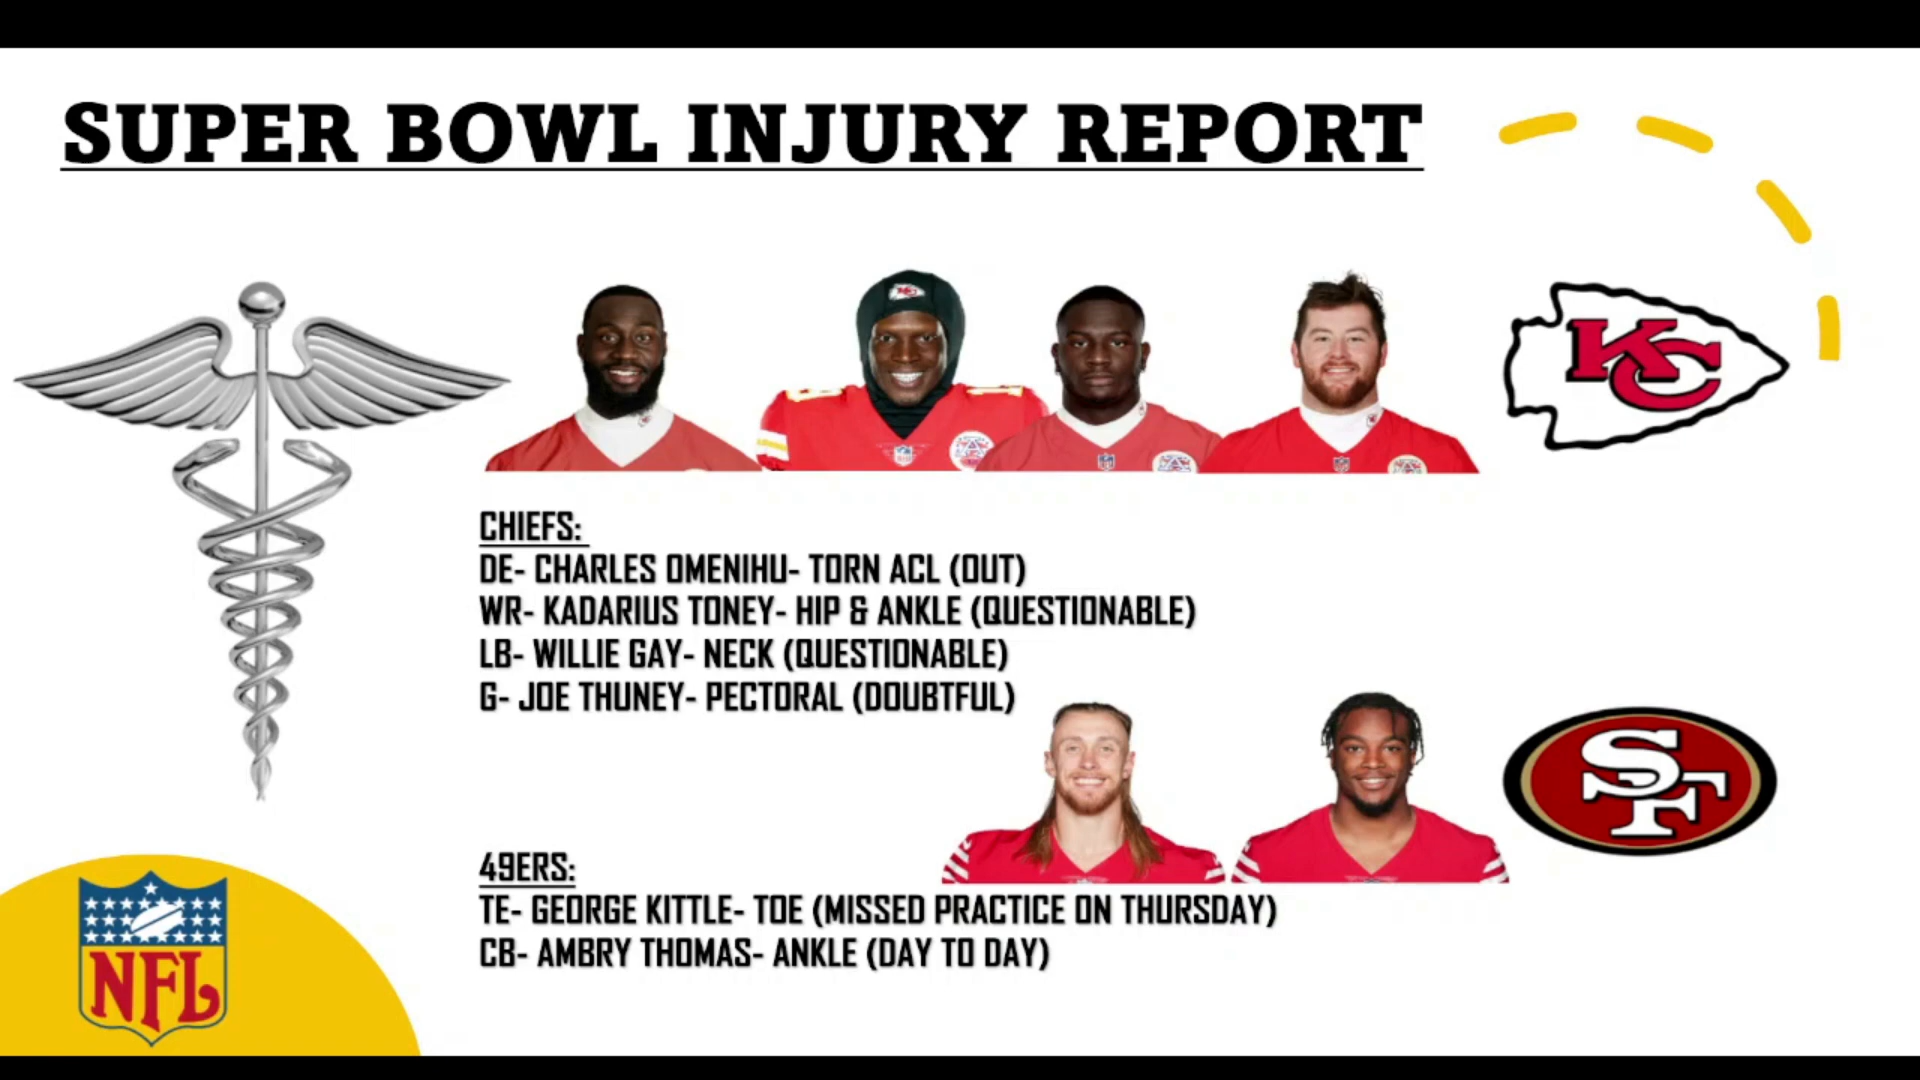 SUPER BOWL INJURY REPORT
KC
CHIEFS:
DE- CHARLES OMENIHU- TORN ACL (OUT)
WR- KADARIUS TONEY- HIP & ANKLE (QUESTIONABLE)
LB- WILLIE GAY- NECK (QUESTIONABLE)
G- JOE THUNEY- PECTORAL (DOUBTFUL)
SF
49ERS:
TE- GEORGE KITTLE- TOE (MISSED PRACTICE ON THURSDAY)
CB- AMBRY THOMAS- ANKLE (DAY TO DAY)
NFL